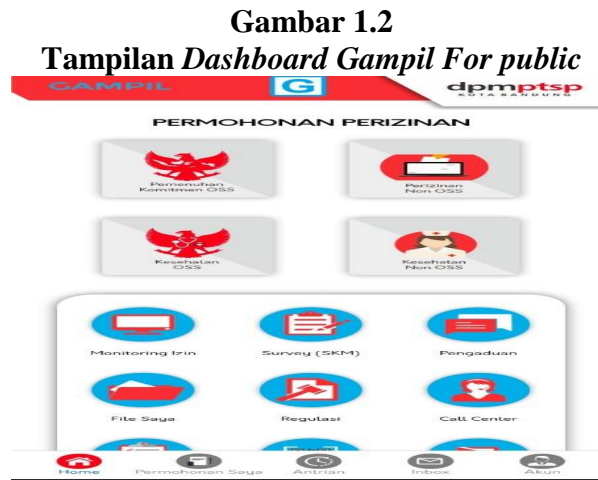 Gambar 1.2
Tampilan Dashboard Gampil For public
GAMPIL G dpmptsp
KOTA BANDUNG
PERMOHONAN PERIZINAN
Pemenuhan
Komitmen OSS
Perizinan
Non OSS
Kesehatan
OSS
Kesehatan
Non OSS
Monitoring Izin Survey (SKM) Pengaduan
File Saya Regulasi Call Center
Home Permohonan Saya Antrian Inbox Akun